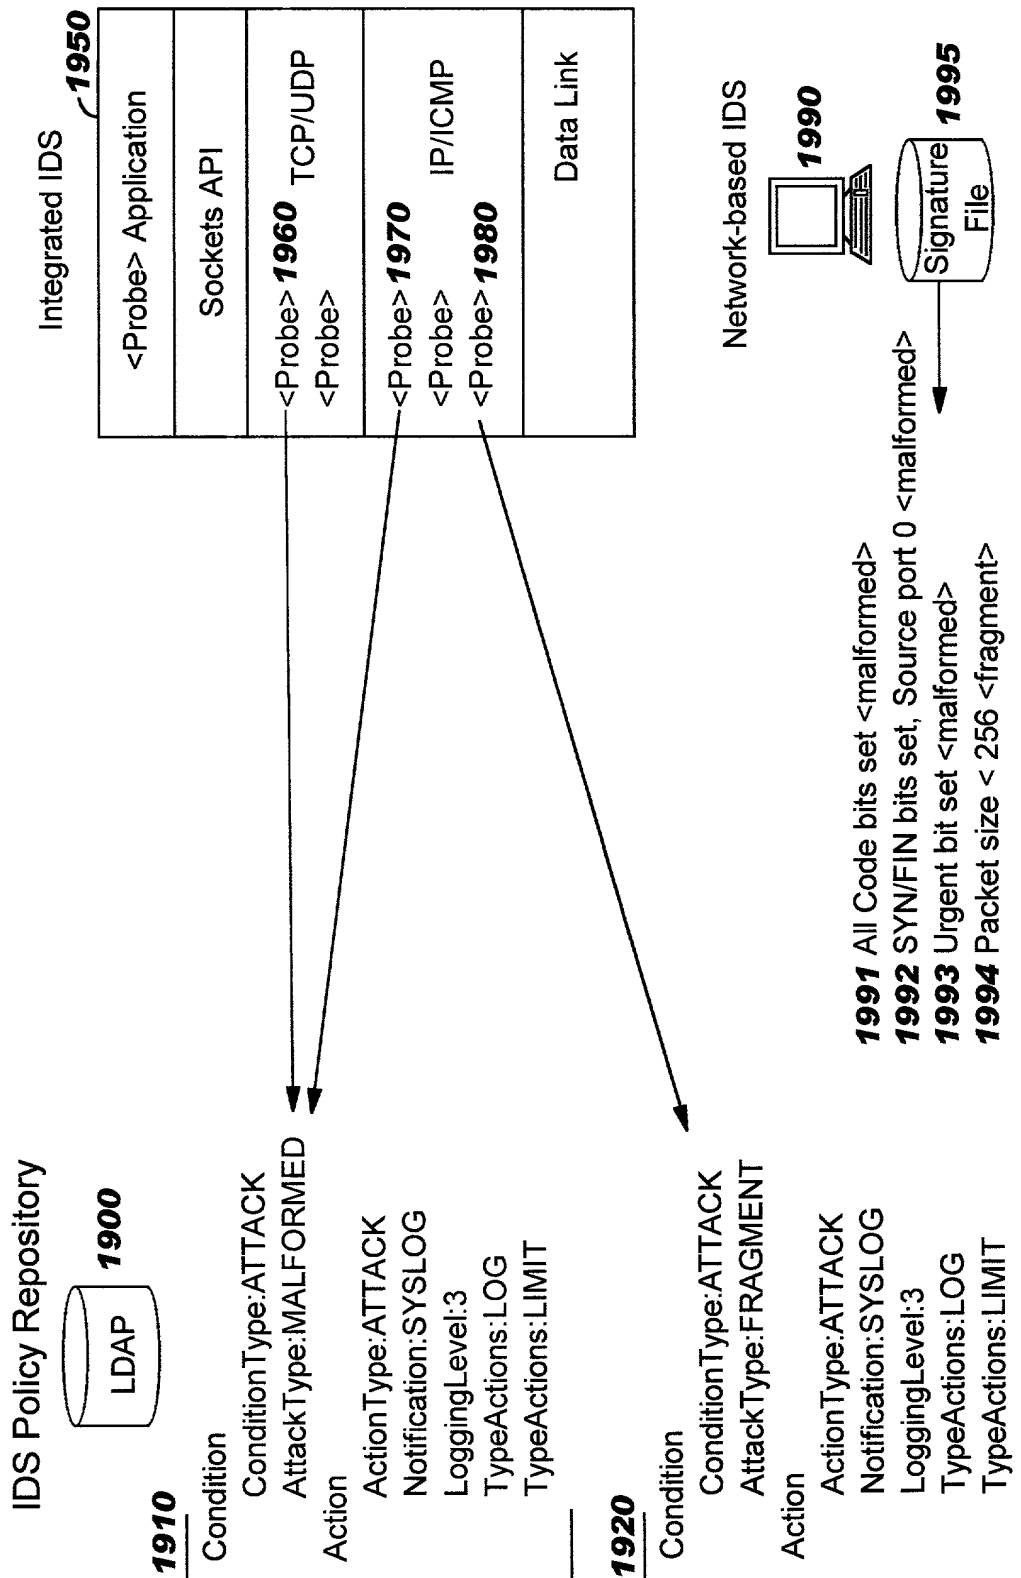 IDS Policy Repository
LDAP
1900
1910
Condition
ConditionType:ATTACK
AttackType:MALFORMED
Action
ActionType:ATTACK
Notification:SYSLOG
LoggingLevel:3
TypeActions:LOG
TypeActions:LIMIT
1920
Condition
ConditionType:ATTACK
AttackType:FRAGMENT
Action
ActionType:ATTACK
Notification:SYSLOG
LoggingLevel:3
TypeActions:LOG
TypeActions:LIMIT
Integrated IDS
1950
<Probe> Application
Sockets API
<Probe> 1960 TCP/UDP
<Probe>
<Probe> 1970 IP/ICMP
<Probe>
<Probe> 1980
Data Link
Network-based IDS
1990
Signature
File
1995
1991 All Code bits set <malformed>
1992 SYN/FIN bits set, Source port 0 <malformed>
1993 Urgent bit set <malformed>
1994 Packet size < 256 <fragment>